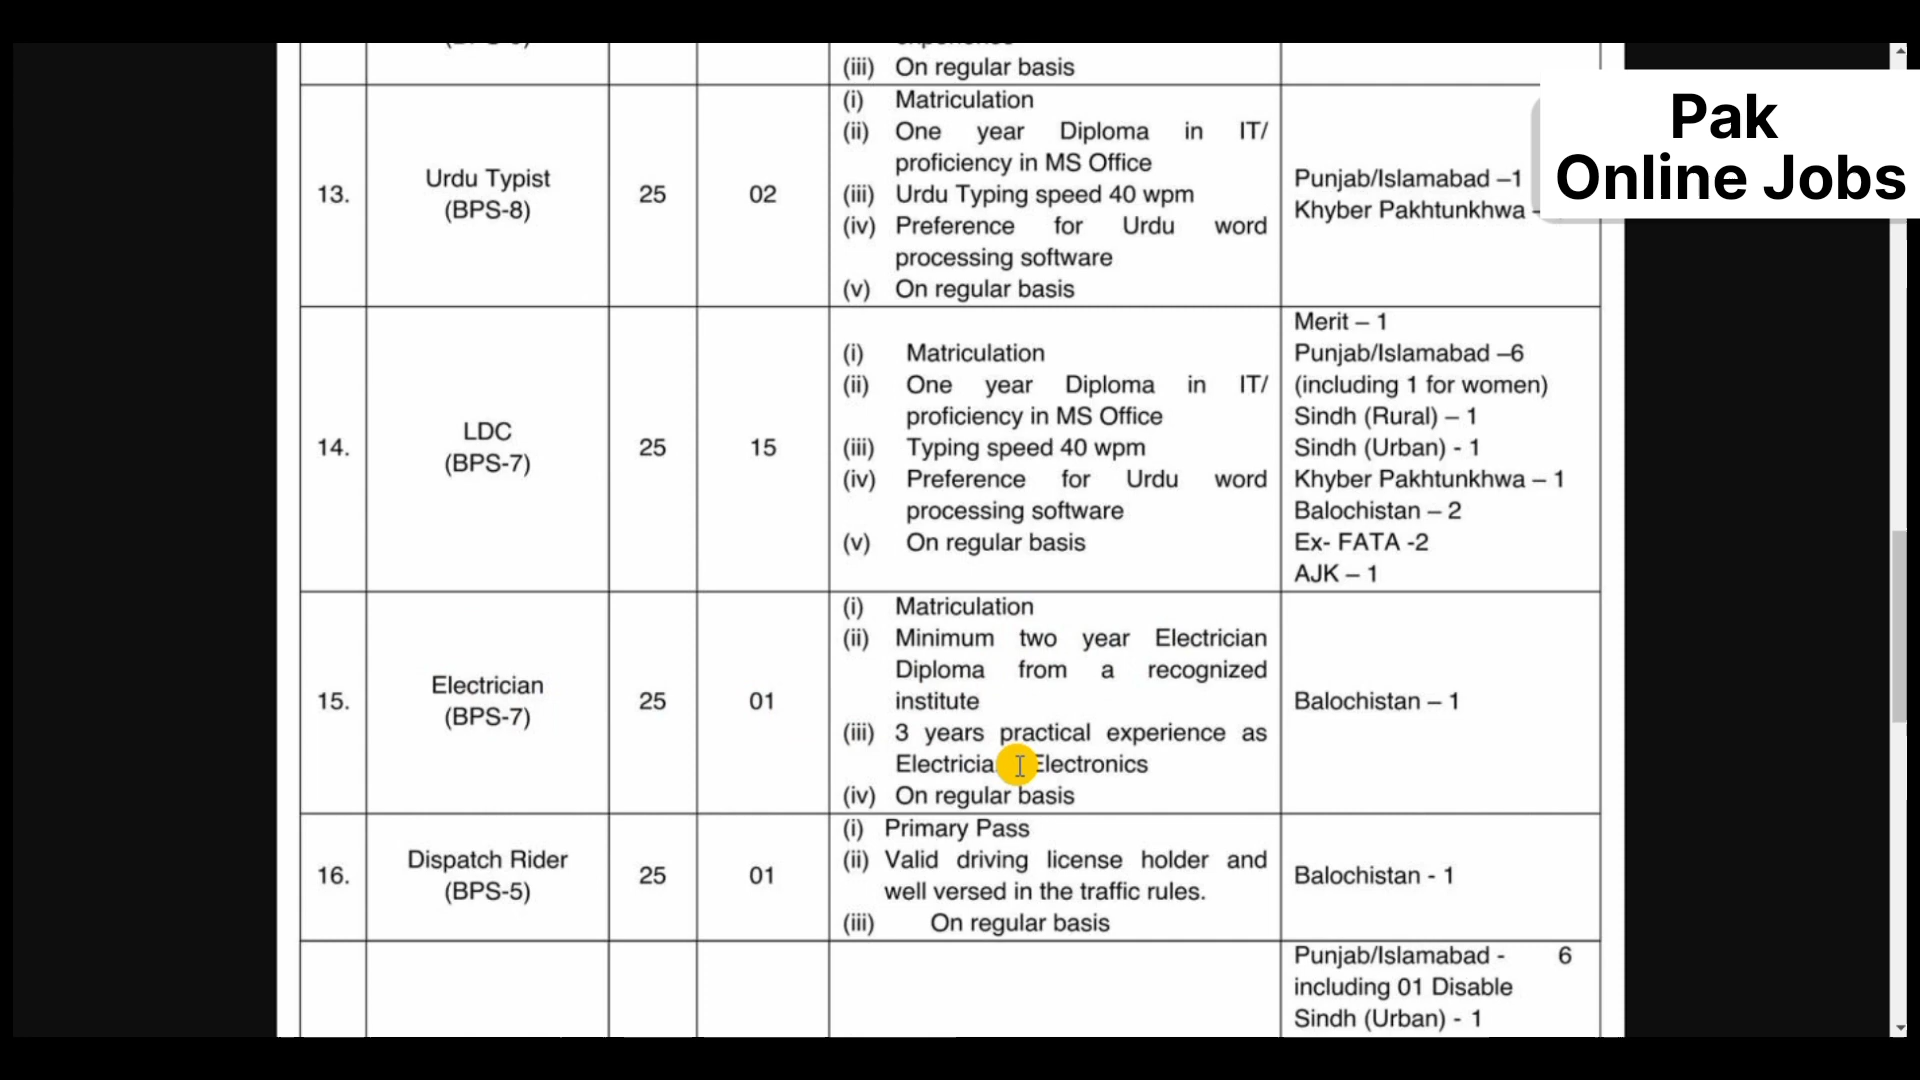 (iii) On regular basis
Pak
Online Jobs
13.
Urdu Typist
(BPS-8)
25
02
(i) Matriculation
(ii) One year Diploma in IT/
proficiency in MS Office
(iii) Urdu Typing speed 40 wpm
(iv) Preference for Urdu word
processing software
(v) On regular basis
Punjab/Islamabad –1
Khyber Pakhtunkhwa
14.
LDC
(BPS-7)
25
15
(i) Matriculation
(ii) One year Diploma in IT/
proficiency in MS Office
(iii) Typing speed 40 wpm
(iv) Preference for Urdu word
processing software
(v) On regular basis
Merit – 1
Punjab/Islamabad –6
(including 1 for women)
Sindh (Rural) – 1
Sindh (Urban) - 1
Khyber Pakhtunkhwa – 1
Balochistan – 2
Ex- FATA -2
AJK – 1
15.
Electrician
(BPS-7)
25
01
(i) Matriculation
(ii) Minimum two year Electrician
Diploma from a recognized
institute
(iii) 3 years practical experience as
Electronics
(iv) On regular basis
Balochistan – 1
16.
Dispatch Rider
(BPS-5)
25
01
(i) Primary Pass
(ii) Valid driving license holder and
well versed in the traffic rules.
(iii) On regular basis
Balochistan - 1
Punjab/Islamabad - 6
including 01 Disable
Sindh (Urban) - 1